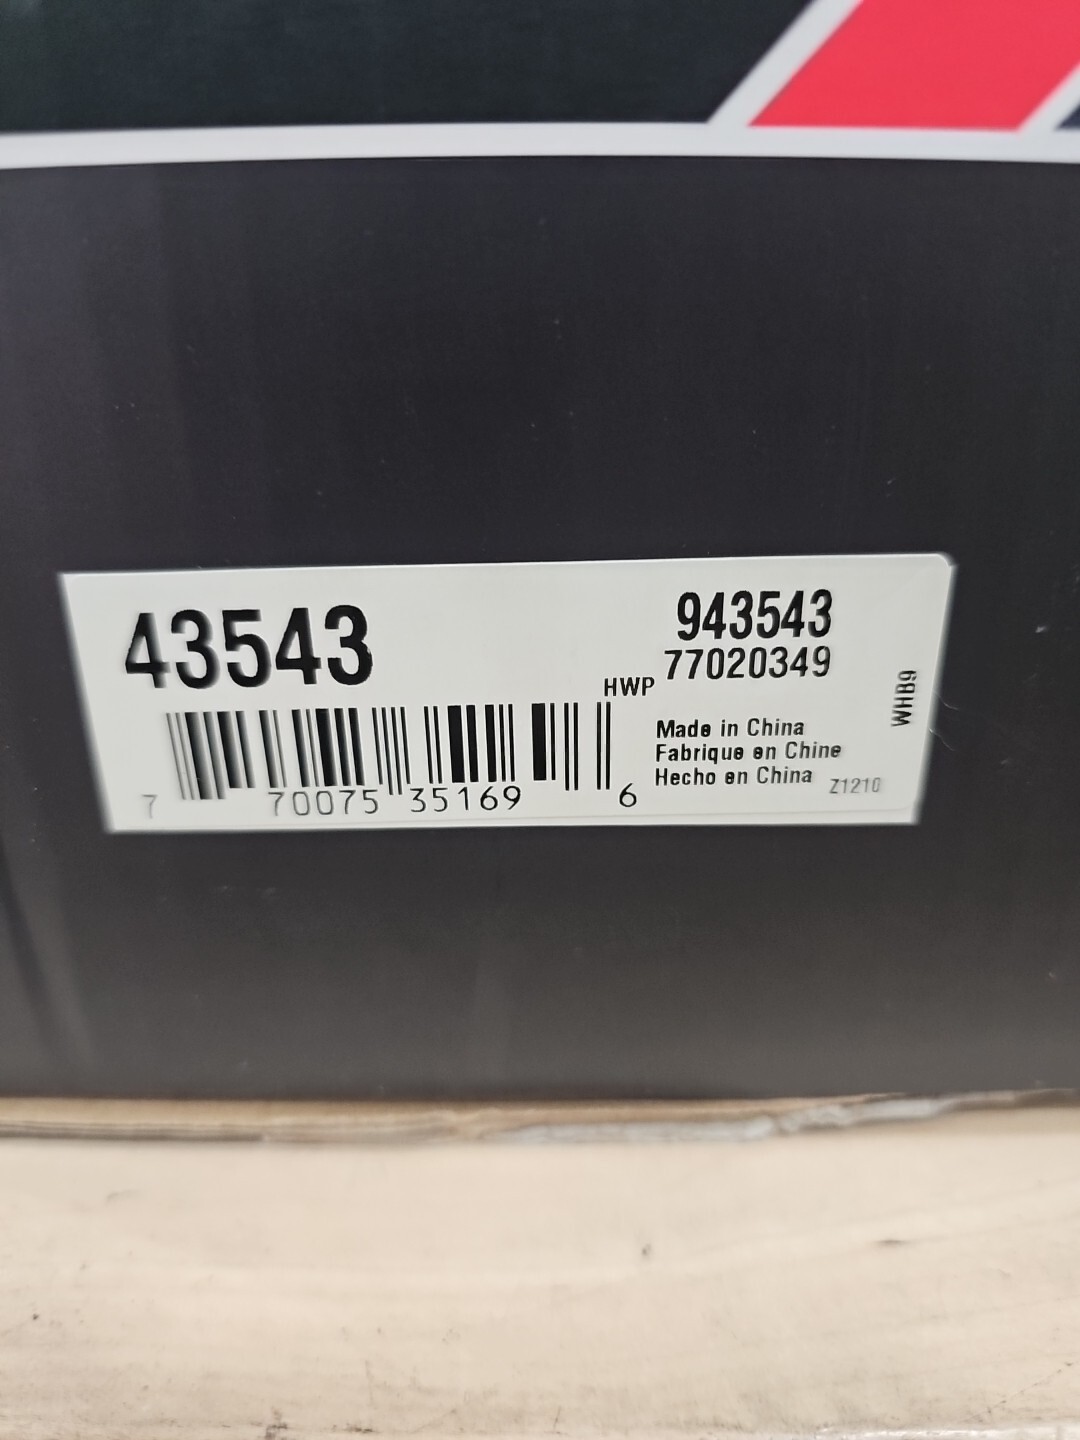 43543
943543
HWP 77020349
WHB9
Made in China
Fabrique en Chine
Hecho en China
Z1210
7 70075 35169 6